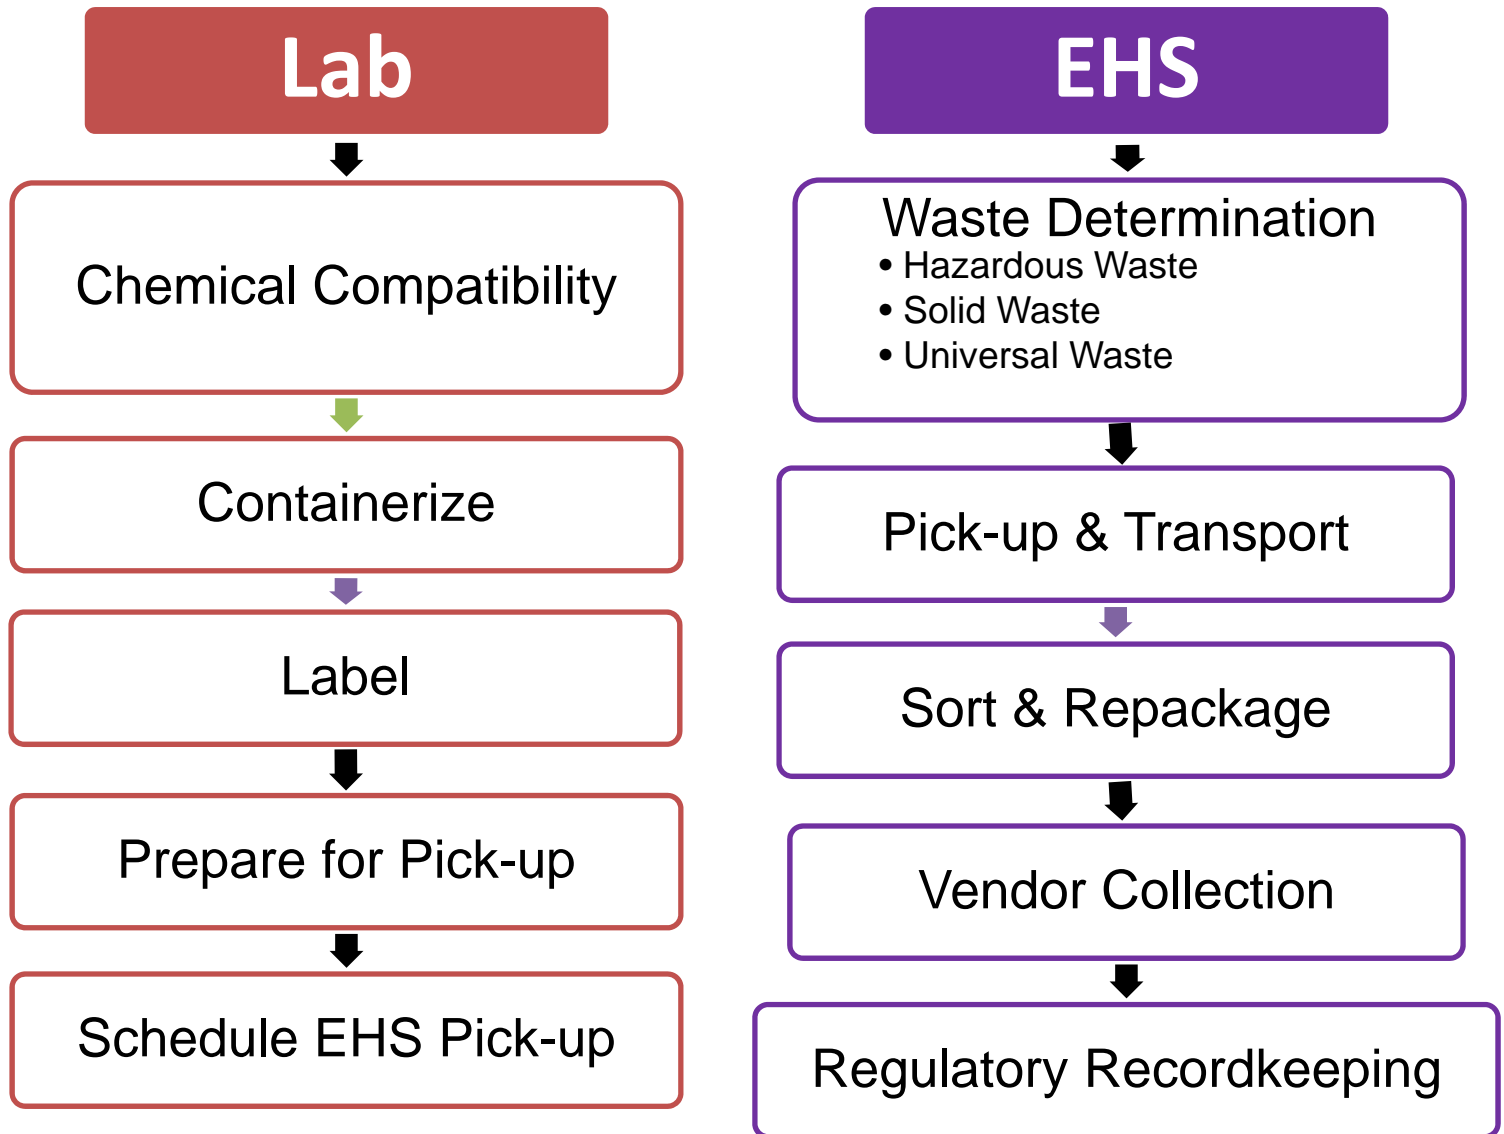 Lab
Chemical Compatibility
Containerize
Label
Prepare for Pick-up
Schedule EHS Pick-up
EHS
Waste Determination
• Hazardous Waste
• Solid Waste
• Universal Waste
Pick-up & Transport
Sort & Repackage
Vendor Collection
Regulatory Recordkeeping